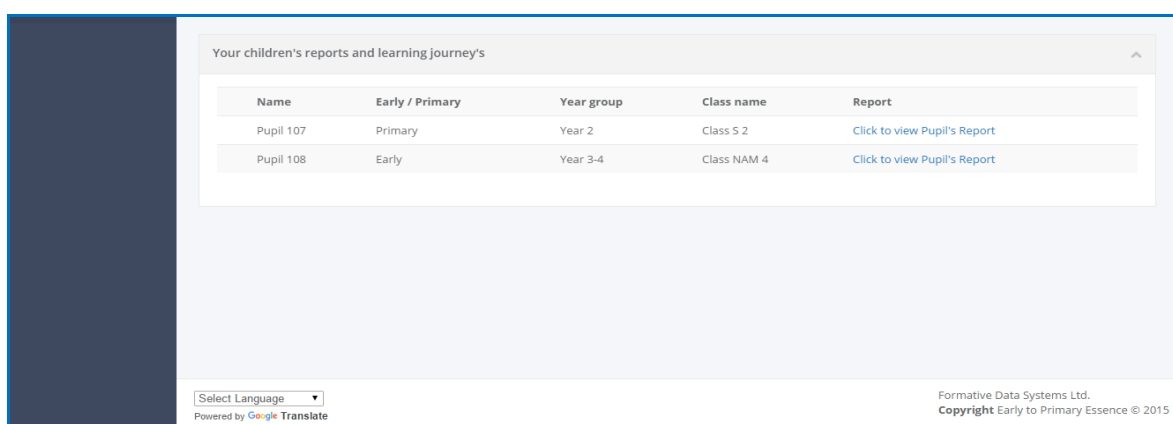 Your children's reports and learning journey's
Name Early / Primary Year group Class name Report
Pupil 107 Primary Year 2 Class S 2 Click to view Pupil's Report
Pupil 108 Early Year 3-4 Class NAM 4 Click to view Pupil's Report
Select Language
Powered by Google Translate
Formative Data Systems Ltd.
Copyright Early to Primary Essence © 2015